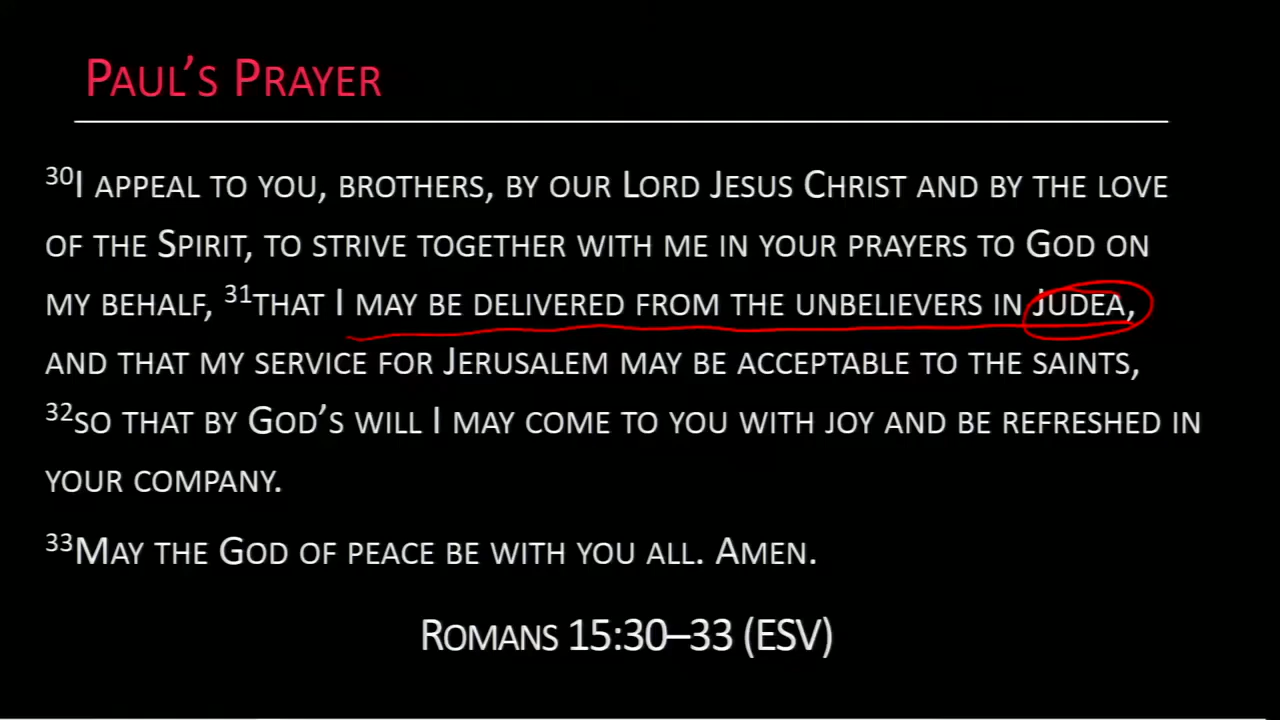 Paul's Prayer
30I appeal to you, brothers, by our Lord Jesus Christ and by the love
of the Spirit, to strive together with me in your prayers to God on
my behalf, 31that I may be delivered from the unbelievers in Judea,
and that my service for Jerusalem may be acceptable to the saints,
32so that by God's will I may come to you with joy and be refreshed in
your company.
33May the God of peace be with you all. Amen.
Romans 15:30–33 (ESV)